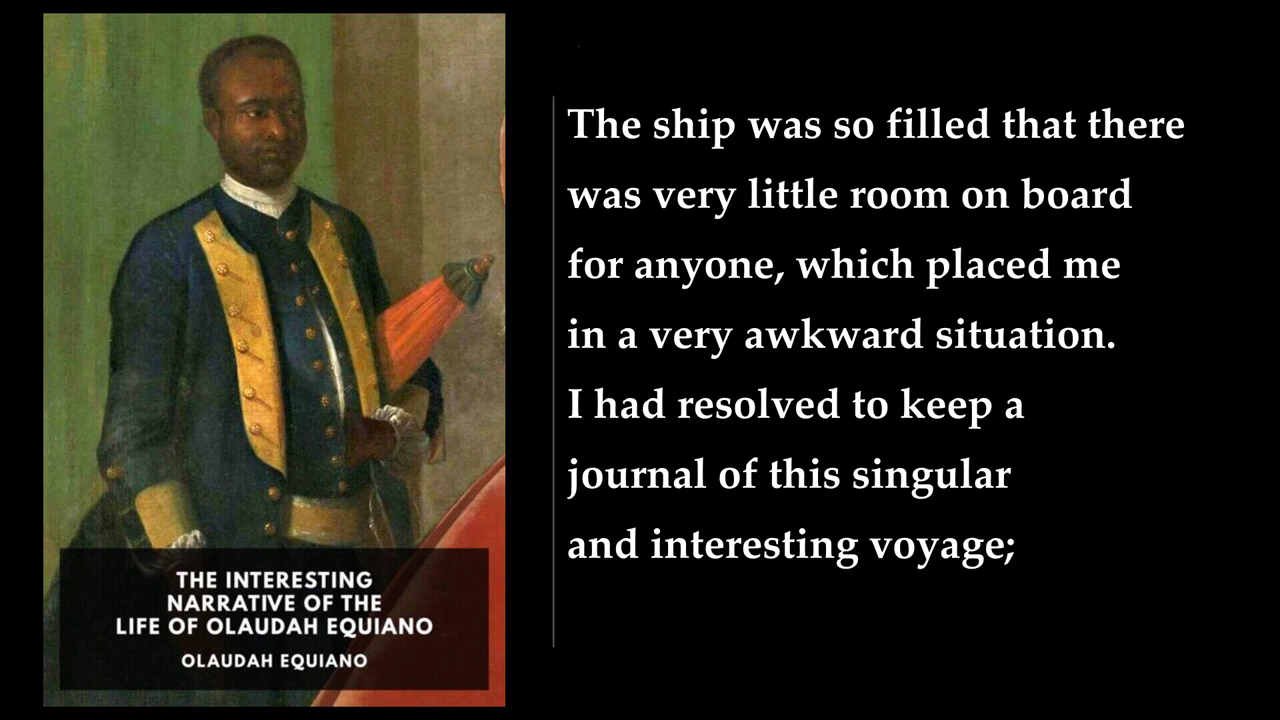 The ship was so filled that there
was very little room on board
for anyone, which placed me
in a very awkward situation.
I had resolved to keep a
journal of this singular
and interesting voyage;
THE INTERESTING
NARRATIVE OF THE
LIFE OF OLAUDAH EQUIANO
OLAUDAH EQUIANO